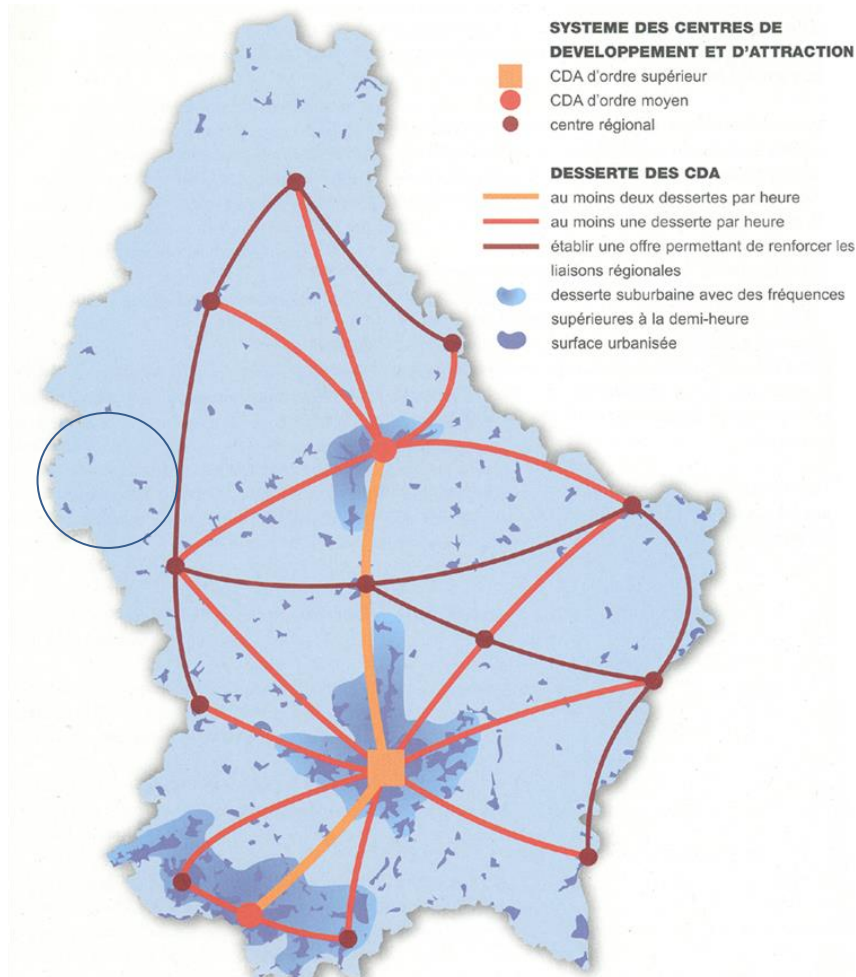 SYSTEME DES CENTRES DE
DEVELOPPEMENT ET D'ATTRACTION
CDA d'ordre supérieur
CDA d'ordre moyen
centre régional
DESSERTE DES CDA
au moins deux dessertes par heure
au moins une desserte par heure
établir une offre permettant de renforcer les
liaisons régionales
desserte suburbaine avec des fréquences
supérieures à la demi-heure
surface urbanisée